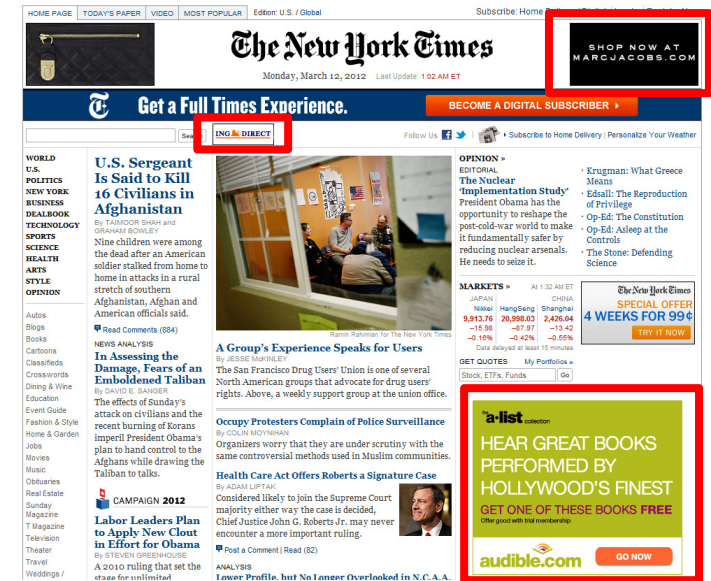 HOME PAGE TODAY'S PAPER VIDEO MOST POPULAR Edition: U.S. / Global
Subscribe: Home
The New York Times
Monday, March 12, 2012 Last Update: 1:02 AM ET
SHOP NOW AT
MARCJACOBS.COM
Get a Full Times Experience.
BECOME A DIGITAL SUBSCRIBER
ING DIRECT
Follow Us
Subscribe to Home Delivery | Personalize Your Weather
WORLD
U.S.
POLITICS
NEW YORK
BUSINESS
DEALBOOK
TECHNOLOGY
SPORTS
SCIENCE
HEALTH
ARTS
STYLE
OPINION
Autos
Blogs
Books
Cartoons
Classifieds
Crosswords
Dining & Wine
Education
Event Guide
Fashion & Style
Home & Garden
Jobs
Movies
Music
Obituaries
Real Estate
Sunday
Magazine
T Magazine
Television
Theater
Travel
Weddings /
U.S. Sergeant
Is Said to Kill
16 Civilians in
Afghanistan
By TAIMOOR SHAH and
GRAHAM BOWLEY
Nine children were among
the dead after an American
soldier stalked from home to
home in attacks in a rural
stretch of southern
Afghanistan, Afghan and
American officials said.
Read Comments (884)
NEWS ANALYSIS
In Assessing the
Damage, Fears of an
Emboldened Taliban
By DAVID E. SANGER
The effects of Sunday's
attack on civilians and the
recent burning of Korans
imperil President Obama's
plan to hand control to the
Afghans while drawing the
Taliban to talks.
CAMPAIGN 2012
Labor Leaders Plan
to Apply New Clout
in Effort for Obama
By STEVEN GREENHOUSE
A 2010 ruling that set the
stage for unlimited
Ramin Rahimian for The New York Times
A Group's Experience Speaks for Users
By JESSE McKINLEY
The San Francisco Drug Users' Union is one of several
North American groups that advocate for drug users'
rights. Above, a weekly support group at the union office.
Occupy Protesters Complain of Police Surveillance
By COLIN MOYNIHAN
Organizers worry that they are under scrutiny with the
same controversial methods used in Muslim communities.
Health Care Act Offers Roberts a Signature Case
By ADAM LIPTAK
Considered likely to join the Supreme Court
majority either way the case is decided,
Chief Justice John G. Roberts Jr. may never
encounter a more important ruling.
Post a Comment | Read (82)
ANALYSIS
Lower Profile, but No Longer Overlooked in N.C.A.A.
OPINION »
EDITORIAL
The Nuclear
'Implementation Study'
President Obama has the
opportunity to reshape the
post-cold-war world to make
it fundamentally safer by
reducing nuclear arsenals.
He needs to seize it.
· Krugman: What Greece
Means
· Edsall: The Reproduction
of Privilege
· Op-Ed: The Constitution
· Op-Ed: Asleep at the
Controls
· The Stone: Defending
Science
MARKETS » At 1:32 AM ET
JAPAN CHINA
Nikkei HangSeng Shanghai
9,913.76 20,998.03 2,426.04
−15.98 −87.97 −13.42
−0.16% −0.42% −0.55%
Data delayed at least 15 minutes
GET QUOTES My Portfolios »
Stock, ETFs, Funds Go
The New York Times
SPECIAL OFFER
4 WEEKS FOR 99¢
TRY IT NOW
The a·list collection
HEAR GREAT BOOKS
PERFORMED BY
HOLLYWOOD'S FINEST
GET ONE OF THESE BOOKS FREE
Offer good with trial membership
audible.com GO NOW